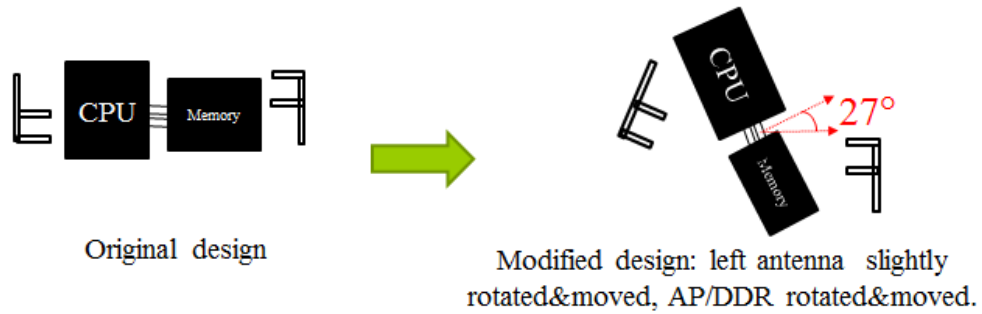 CPU
Memory
Original design
CPU
27°
Memory
Modified design: left antenna slightly
rotated&moved, AP/DDR rotated&moved.